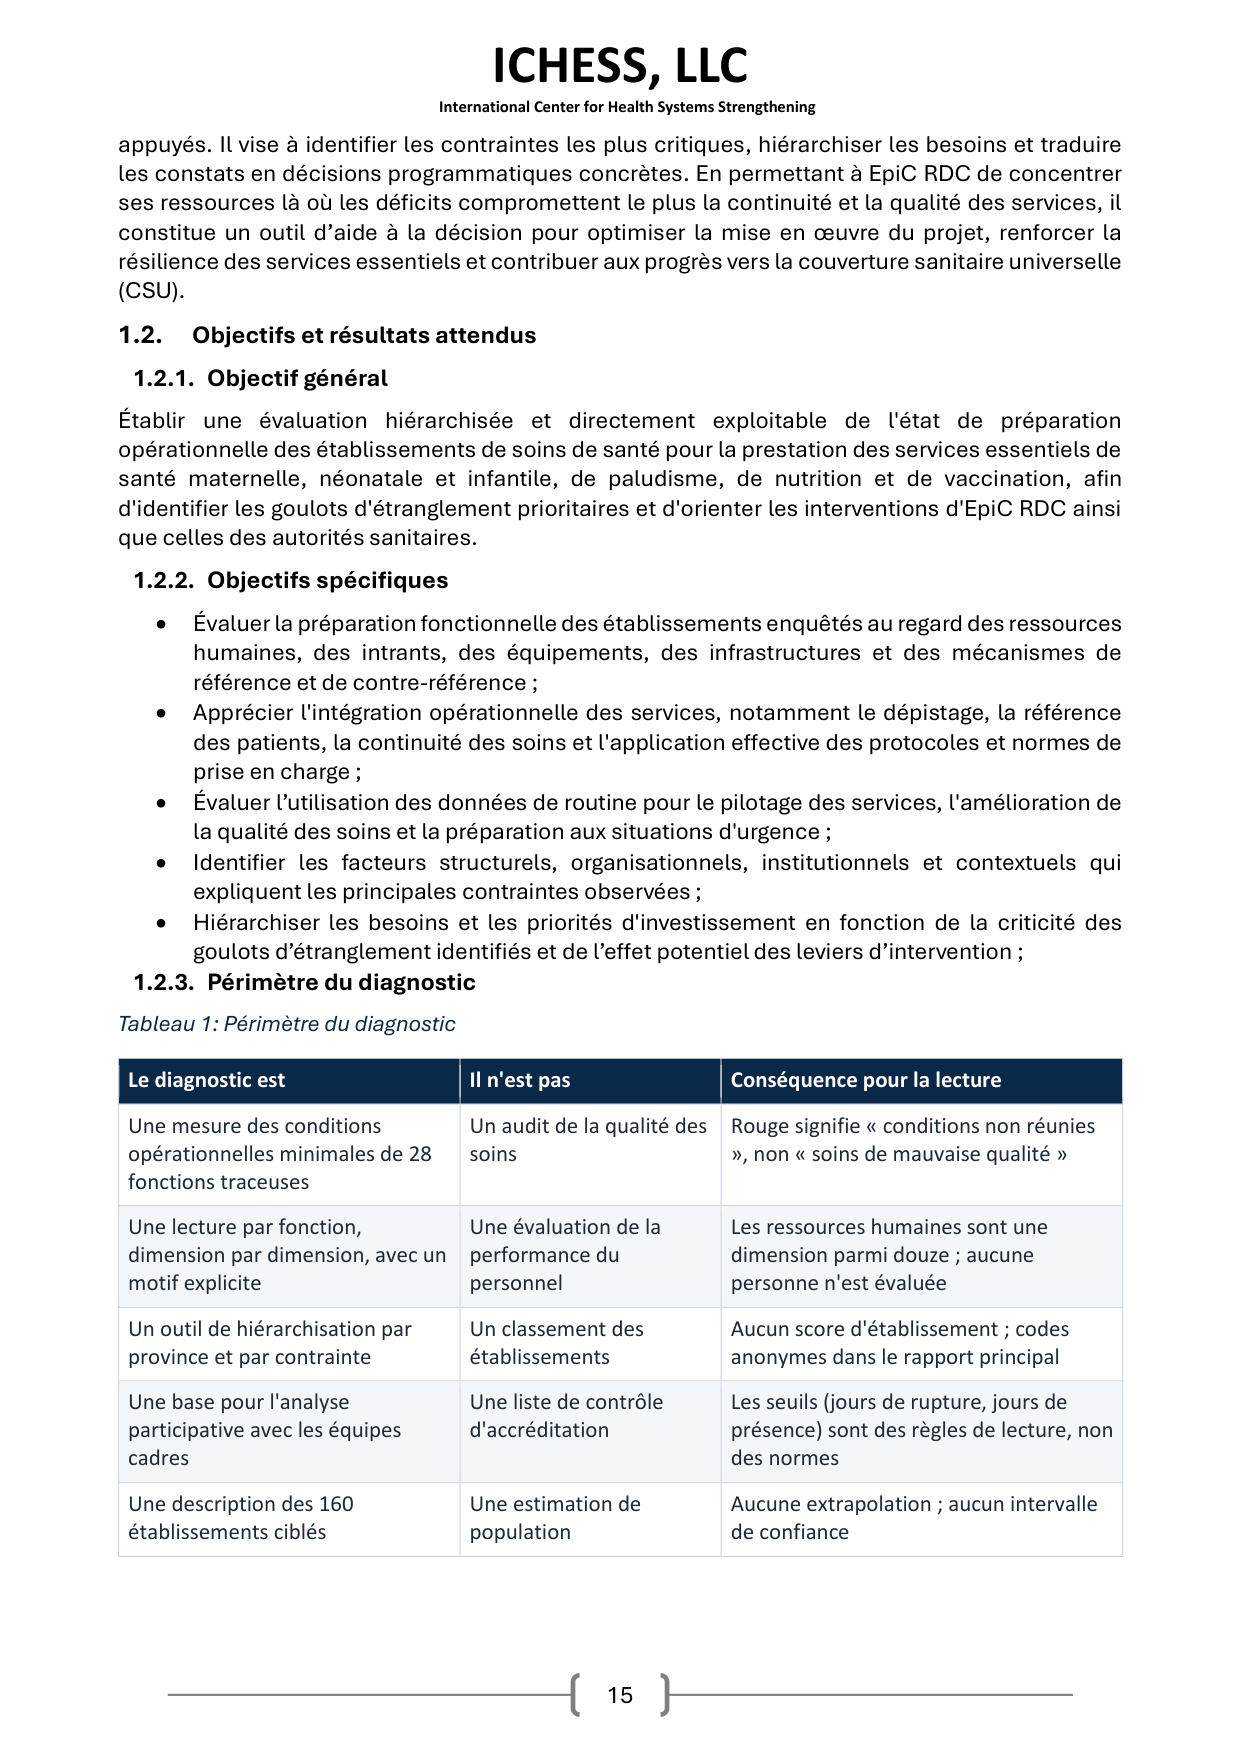 ICHESS, LLC
International Center for Health Systems Strengthening
appuyés. Il vise à identifier les contraintes les plus critiques, hiérarchiser les besoins et traduire
les constats en décisions programmatiques concrètes. En permettant à EpiC RDC de concentrer
ses ressources là où les déficits compromettent le plus la continuité et la qualité des services, il
constitue un outil d’aide à la décision pour optimiser la mise en œuvre du projet, renforcer la
résilience des services essentiels et contribuer aux progrès vers la couverture sanitaire universelle
(CSU).
1.2. Objectifs et résultats attendus
1.2.1. Objectif général
Établir une évaluation hiérarchisée et directement exploitable de l'état de préparation
opérationnelle des établissements de soins de santé pour la prestation des services essentiels de
santé maternelle, néonatale et infantile, de paludisme, de nutrition et de vaccination, afin
d'identifier les goulots d'étranglement prioritaires et d'orienter les interventions d'EpiC RDC ainsi
que celles des autorités sanitaires.
1.2.2. Objectifs spécifiques
• Évaluer la préparation fonctionnelle des établissements enquêtés au regard des ressources
humaines, des intrants, des équipements, des infrastructures et des mécanismes de
référence et de contre-référence ;
• Apprécier l'intégration opérationnelle des services, notamment le dépistage, la référence
des patients, la continuité des soins et l'application effective des protocoles et normes de
prise en charge ;
• Évaluer l’utilisation des données de routine pour le pilotage des services, l'amélioration de
la qualité des soins et la préparation aux situations d'urgence ;
• Identifier les facteurs structurels, organisationnels, institutionnels et contextuels qui
expliquent les principales contraintes observées ;
• Hiérarchiser les besoins et les priorités d'investissement en fonction de la criticité des
goulots d’étranglement identifiés et de l’effet potentiel des leviers d’intervention ;
1.2.3. Périmètre du diagnostic
Tableau 1: Périmètre du diagnostic
Le diagnostic est
Il n'est pas
Conséquence pour la lecture
Une mesure des conditions
opérationnelles minimales de 28
fonctions traceuses
Un audit de la qualité des
soins
Rouge signifie « conditions non réunies
», non « soins de mauvaise qualité »
Une lecture par fonction,
dimension par dimension, avec un
motif explicite
Une évaluation de la
performance du
personnel
Les ressources humaines sont une
dimension parmi douze ; aucune
personne n'est évaluée
Un outil de hiérarchisation par
province et par contrainte
Un classement des
établissements
Aucun score d'établissement ; codes
anonymes dans le rapport principal
Une base pour l'analyse
participative avec les équipes
cadres
Une liste de contrôle
d'accréditation
Les seuils (jours de rupture, jours de
présence) sont des règles de lecture, non
des normes
Une description des 160
établissements ciblés
Une estimation de
population
Aucune extrapolation ; aucun intervalle
de confiance
15